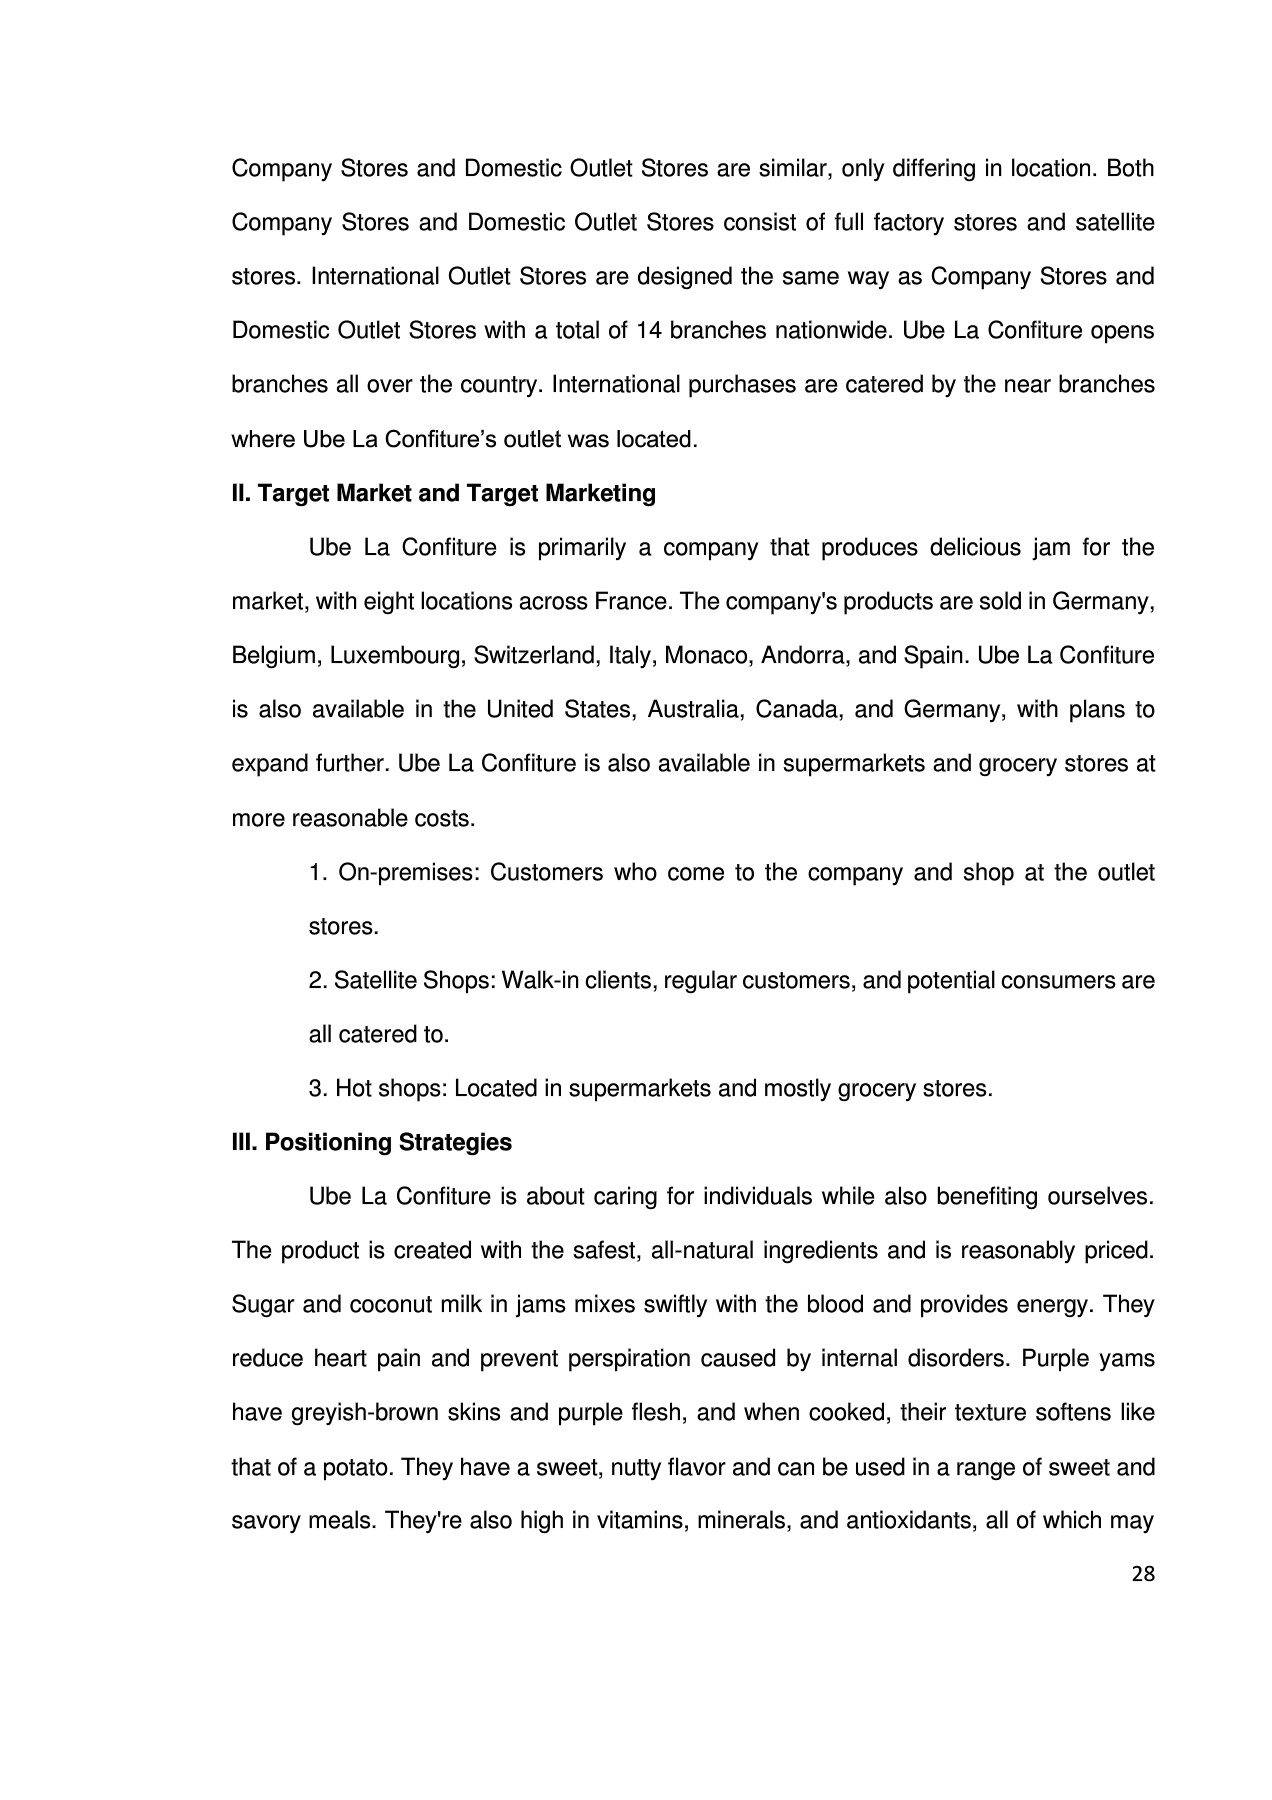 Company Stores and Domestic Outlet Stores are similar, only differing in location. Both
Company Stores and Domestic Outlet Stores consist of full factory stores and satellite
stores. International Outlet Stores are designed the same way as Company Stores and
Domestic Outlet Stores with a total of 14 branches nationwide. Ube La Confiture opens
branches all over the country. International purchases are catered by the near branches
where Ube La Confiture’s outlet was located.
II. Target Market and Target Marketing
Ube La Confiture is primarily a company that produces delicious jam for the
market, with eight locations across France. The company's products are sold in Germany,
Belgium, Luxembourg, Switzerland, Italy, Monaco, Andorra, and Spain. Ube La Confiture
is also available in the United States, Australia, Canada, and Germany, with plans to
expand further. Ube La Confiture is also available in supermarkets and grocery stores at
more reasonable costs.
1. On-premises: Customers who come to the company and shop at the outlet
stores.
2. Satellite Shops: Walk-in clients, regular customers, and potential consumers are
all catered to.
3. Hot shops: Located in supermarkets and mostly grocery stores.
III. Positioning Strategies
Ube La Confiture is about caring for individuals while also benefiting ourselves.
The product is created with the safest, all-natural ingredients and is reasonably priced.
Sugar and coconut milk in jams mixes swiftly with the blood and provides energy. They
reduce heart pain and prevent perspiration caused by internal disorders. Purple yams
have greyish-brown skins and purple flesh, and when cooked, their texture softens like
that of a potato. They have a sweet, nutty flavor and can be used in a range of sweet and
savory meals. They're also high in vitamins, minerals, and antioxidants, all of which may
28